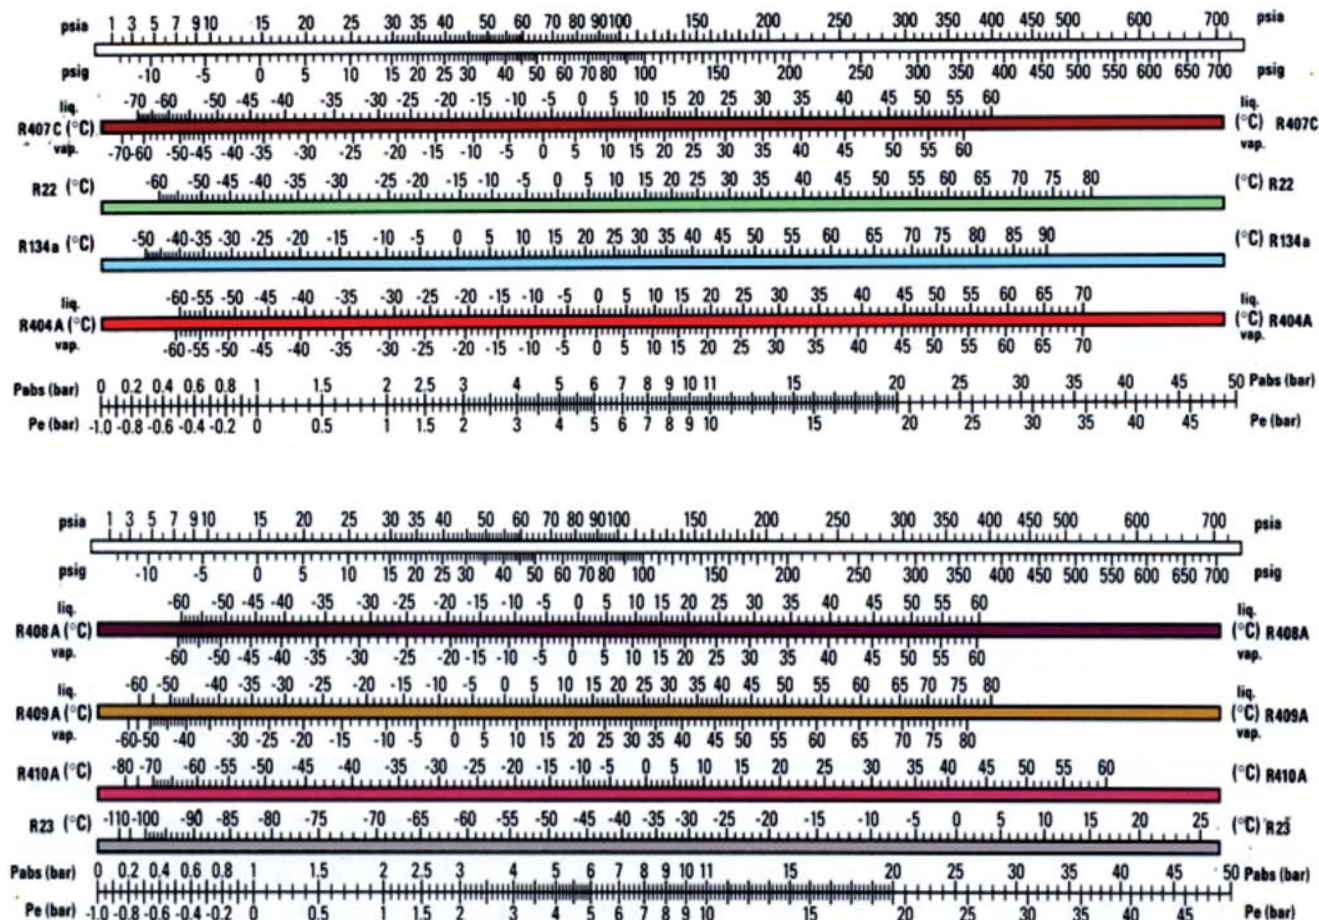 psia 1 3 5 7 9 10 15 20 25 30 35 40 50 60 70 80 90 100 150 200 250 300 350 400 450 500 600 700 psia
psig -10 -5 0 5 10 15 20 25 30 40 50 60 70 80 100 150 200 250 300 350 400 450 500 550 600 650 700 psig
liq. -70 -60 -50 -45 -40 -35 -30 -25 -20 -15 -10 -5 0 5 10 15 20 25 30 35 40 45 50 55 60 liq.
R407C (°C) (°C) R407C
vap. -70 -60 -50 -45 -40 -35 -30 -25 -20 -15 -10 -5 0 5 10 15 20 25 30 35 40 45 50 55 60 vap.
R22 (°C) -60 -50 -45 -40 -35 -30 -25 -20 -15 -10 -5 0 5 10 15 20 25 30 35 40 45 50 55 60 65 70 75 80 (°C) R22
R134a (°C) -50 -40 -35 -30 -25 -20 -15 -10 -5 0 5 10 15 20 25 30 35 40 45 50 55 60 65 70 75 80 85 90 (°C) R134a
liq. -60 -55 -50 -45 -40 -35 -30 -25 -20 -15 -10 -5 0 5 10 15 20 25 30 35 40 45 50 55 60 65 70 liq.
R404A (°C) (°C) R404A
vap. -60 -55 -50 -45 -40 -35 -30 -25 -20 -15 -10 -5 0 5 10 15 20 25 30 35 40 45 50 55 60 65 70 vap.
Pabs (bar) 0 0.2 0.4 0.6 0.8 1 1.5 2 2.5 3 4 5 6 7 8 9 10 11 15 20 25 30 35 40 45 50 Pabs (bar)
Pe (bar) -1.0 -0.8 -0.6 -0.4 -0.2 0 0.5 1 1.5 2 3 4 5 6 7 8 9 10 15 20 25 30 35 40 45 Pe (bar)
psia 1 3 5 7 9 10 15 20 25 30 35 40 50 60 70 80 90 100 150 200 250 300 350 400 450 500 600 700 psia
psig -10 -5 0 5 10 15 20 25 30 40 50 60 70 80 100 150 200 250 300 350 400 450 500 550 600 650 700 psig
liq. -60 -50 -45 -40 -30 -25 -20 -15 -10 -5 0 5 10 15 20 25 30 35 40 45 50 55 60 liq.
R408A (°C) (°C) R408A
vap. -60 -50 -45 -40 -35 -30 -25 -20 -15 -10 -5 0 5 10 15 20 25 30 35 40 45 50 55 60 vap.
liq. -60 -50 -40 -35 -30 -25 -20 -15 -10 -5 0 5 10 15 20 25 30 35 40 45 50 55 60 65 70 75 80 liq.
R409A (°C) (°C) R409A
vap. -60 -50 -40 -30 -25 -20 -15 -10 -5 0 5 10 15 20 25 30 35 40 45 50 55 60 65 70 75 80 vap.
R410A (°C) -80 -70 -60 -55 -50 -45 -40 -35 -30 -25 -20 -15 -10 -5 0 5 10 15 20 25 30 35 40 45 50 55 60 (°C) R410A
R23 (°C) -110 -100 -90 -85 -80 -75 -70 -65 -60 -55 -50 -45 -40 -35 -30 -25 -20 -15 -10 -5 0 5 10 15 20 25 (°C) R23
Pabs (bar) 0 0.2 0.4 0.6 0.8 1 1.5 2 2.5 3 4 5 6 7 8 9 10 11 15 20 25 30 35 40 45 50 Pabs (bar)
Pe (bar) -1.0 -0.8 -0.6 -0.4 -0.2 0 0.5 1 1.5 2 3 4 5 6 7 8 9 10 15 20 25 30 35 40 45 Pe (bar)